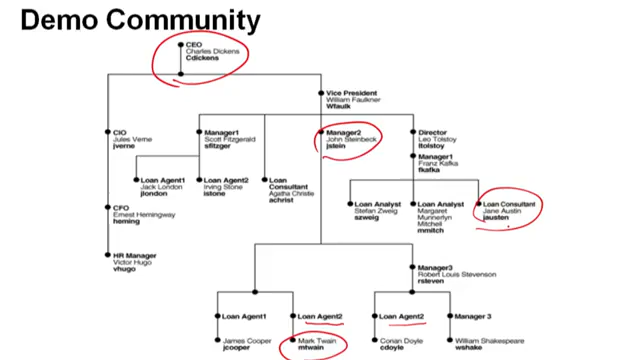 Demo Community
CEO
Charles Dickens
Cdickens
Vice President
William Faulkner
Wfaulk
CIO
Jules Verne
jverne
Manager1
Scott Fitzgerald
sfitzger
Manager2
John Steinbeck
jstein
Director
Leo Tolstoy
ltolstoy
Manager1
Franz Kafka
fkafka
Loan Agent1
Jack London
jlondon
Loan Agent2
Irving Stone
istone
Loan
Consultant
Agatha Christie
achrist
CFO
Ernest Hemingway
heming
Loan Analyst
Stefan Zweig
szweig
Loan Analyst
Margaret
Munnerlyn
Mitchell
mmitch
Loan Consultant
Jane Austin
jausten
HR Manager
Victor Hugo
vhugo
Manager3
Robert Louis Stevenson
rsteven
Loan Agent1
Loan Agent2
Loan Agent2
Manager 3
James Cooper
jcooper
Mark Twain
mtwain
Conan Doyle
cdoyle
William Shakespeare
wshake